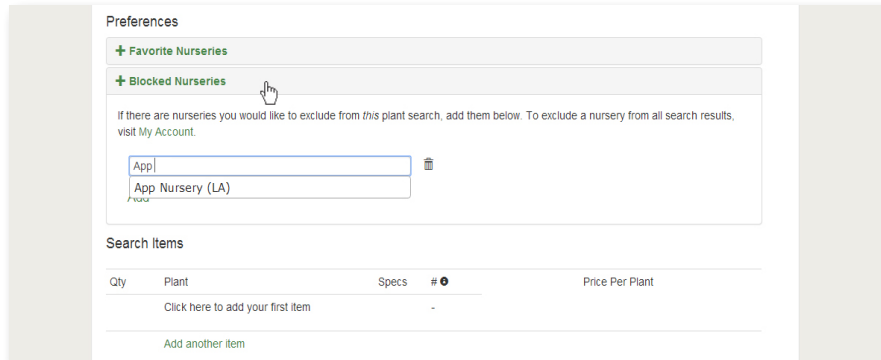 Preferences
+ Favorite Nurseries
+ Blocked Nurseries
If there are nurseries you would like to exclude from this plant search, add them below. To exclude a nursery from all search results,
visit My Account.
App
App Nursery (LA)
Add
Search Items
Qty Plant Specs # Price Per Plant
Click here to add your first item -
Add another item